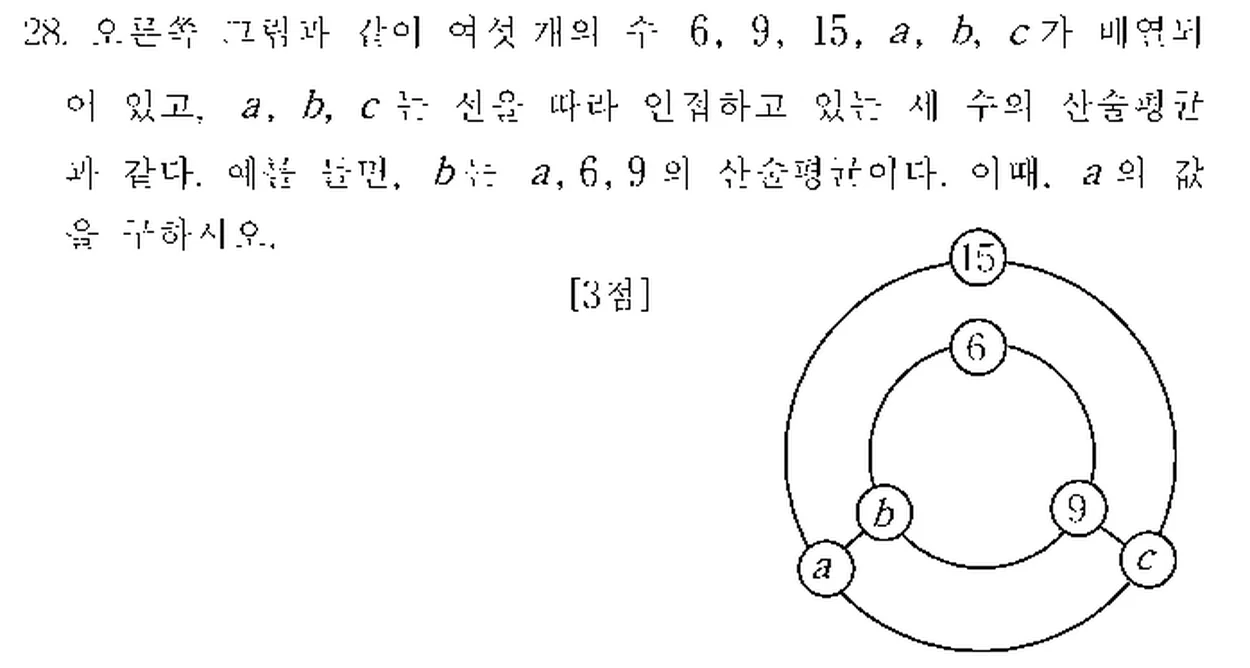 28. 오른쪽 그림과 같이 여섯 개의 수 6, 9, 15, a, b, c가 배열되
어 있고, a, b, c는 선을 따라 인접하고 있는 세 수의 산술평균
과 같다. 예를 들면, b는 a, 6, 9의 산술평균이다. 이때, a의 값
을 구하시오.
[3점]
15
6
b
9
a
c